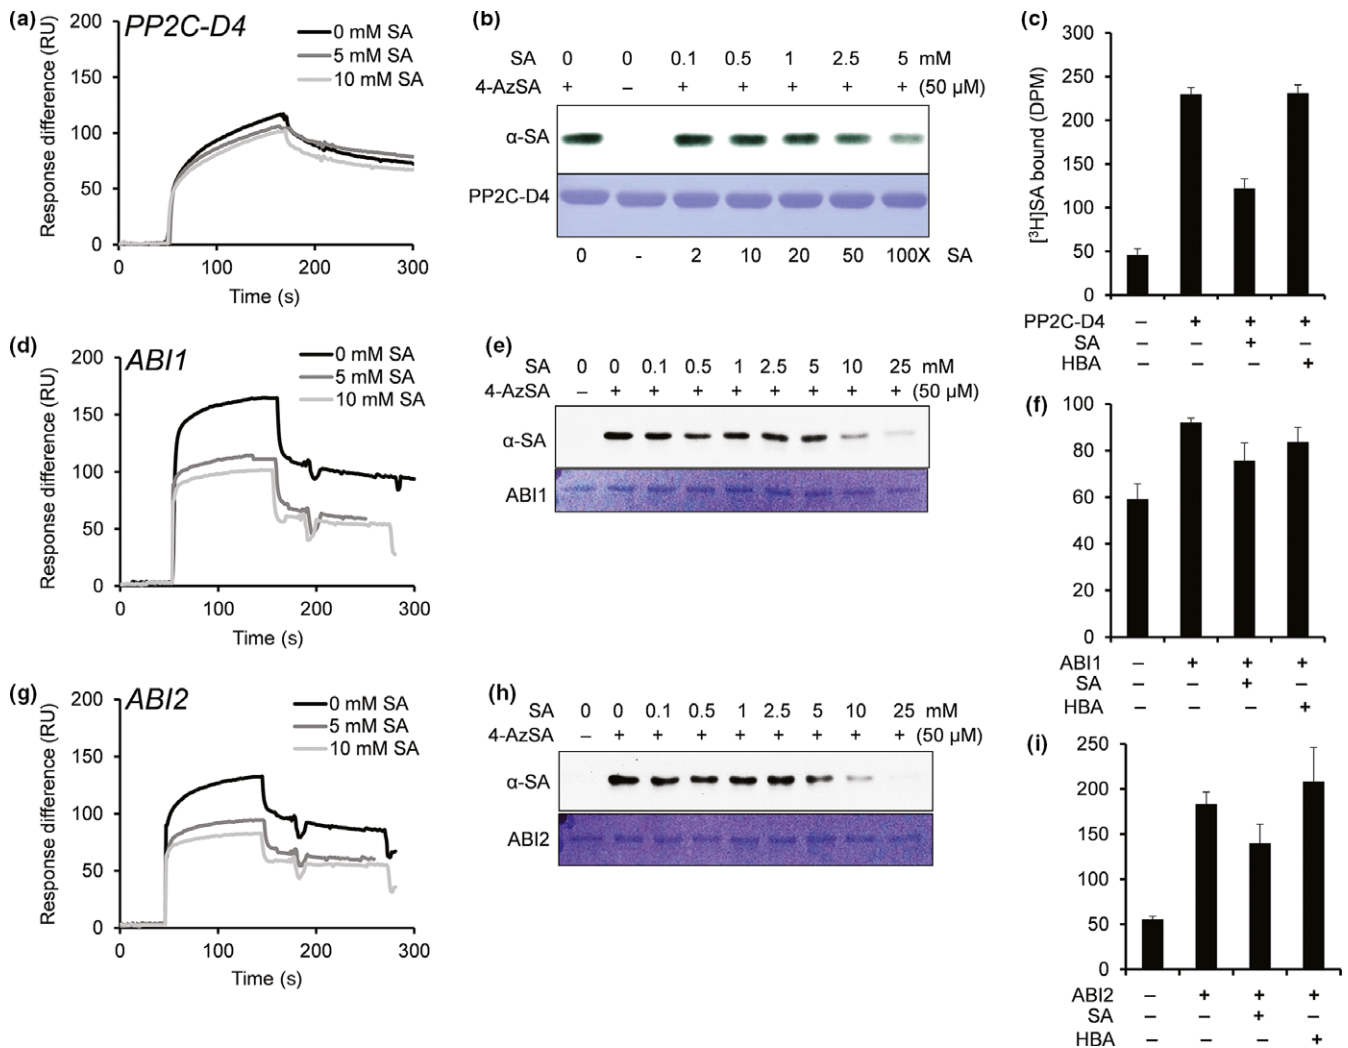 (a)
PP2C-D4
0 mM SA
5 mM SA
10 mM SA
Response difference (RU)
200
150
100
50
0
0 100 200 300
Time (s)
(b)
SA 0 0 0.1 0.5 1 2.5 5 mM
4-AzSA + – + + + + + (50 µM)
α-SA
PP2C-D4
0 - 2 10 20 50 100X SA
(c)
[³H]SA bound (DPM)
300
250
200
150
100
50
0
PP2C-D4 – + + +
SA – – + –
HBA – – – +
(d)
ABI1
0 mM SA
5 mM SA
10 mM SA
Response difference (RU)
200
150
100
50
0
0 100 200 300
Time (s)
(e)
SA 0 0 0.1 0.5 1 2.5 5 10 25 mM
4-AzSA – + + + + + + + + (50 µM)
α-SA
ABI1
(f)
100
80
60
40
20
0
ABI1 – + + +
SA – – + –
HBA – – – +
(g)
ABI2
0 mM SA
5 mM SA
10 mM SA
Response difference (RU)
200
150
100
50
0
0 100 200 300
Time (s)
(h)
SA 0 0 0.1 0.5 1 2.5 5 10 25 mM
4-AzSA – + + + + + + + + (50 µM)
α-SA
ABI2
(i)
250
200
150
100
50
0
ABI2 – + + +
SA – – + –
HBA – – – +